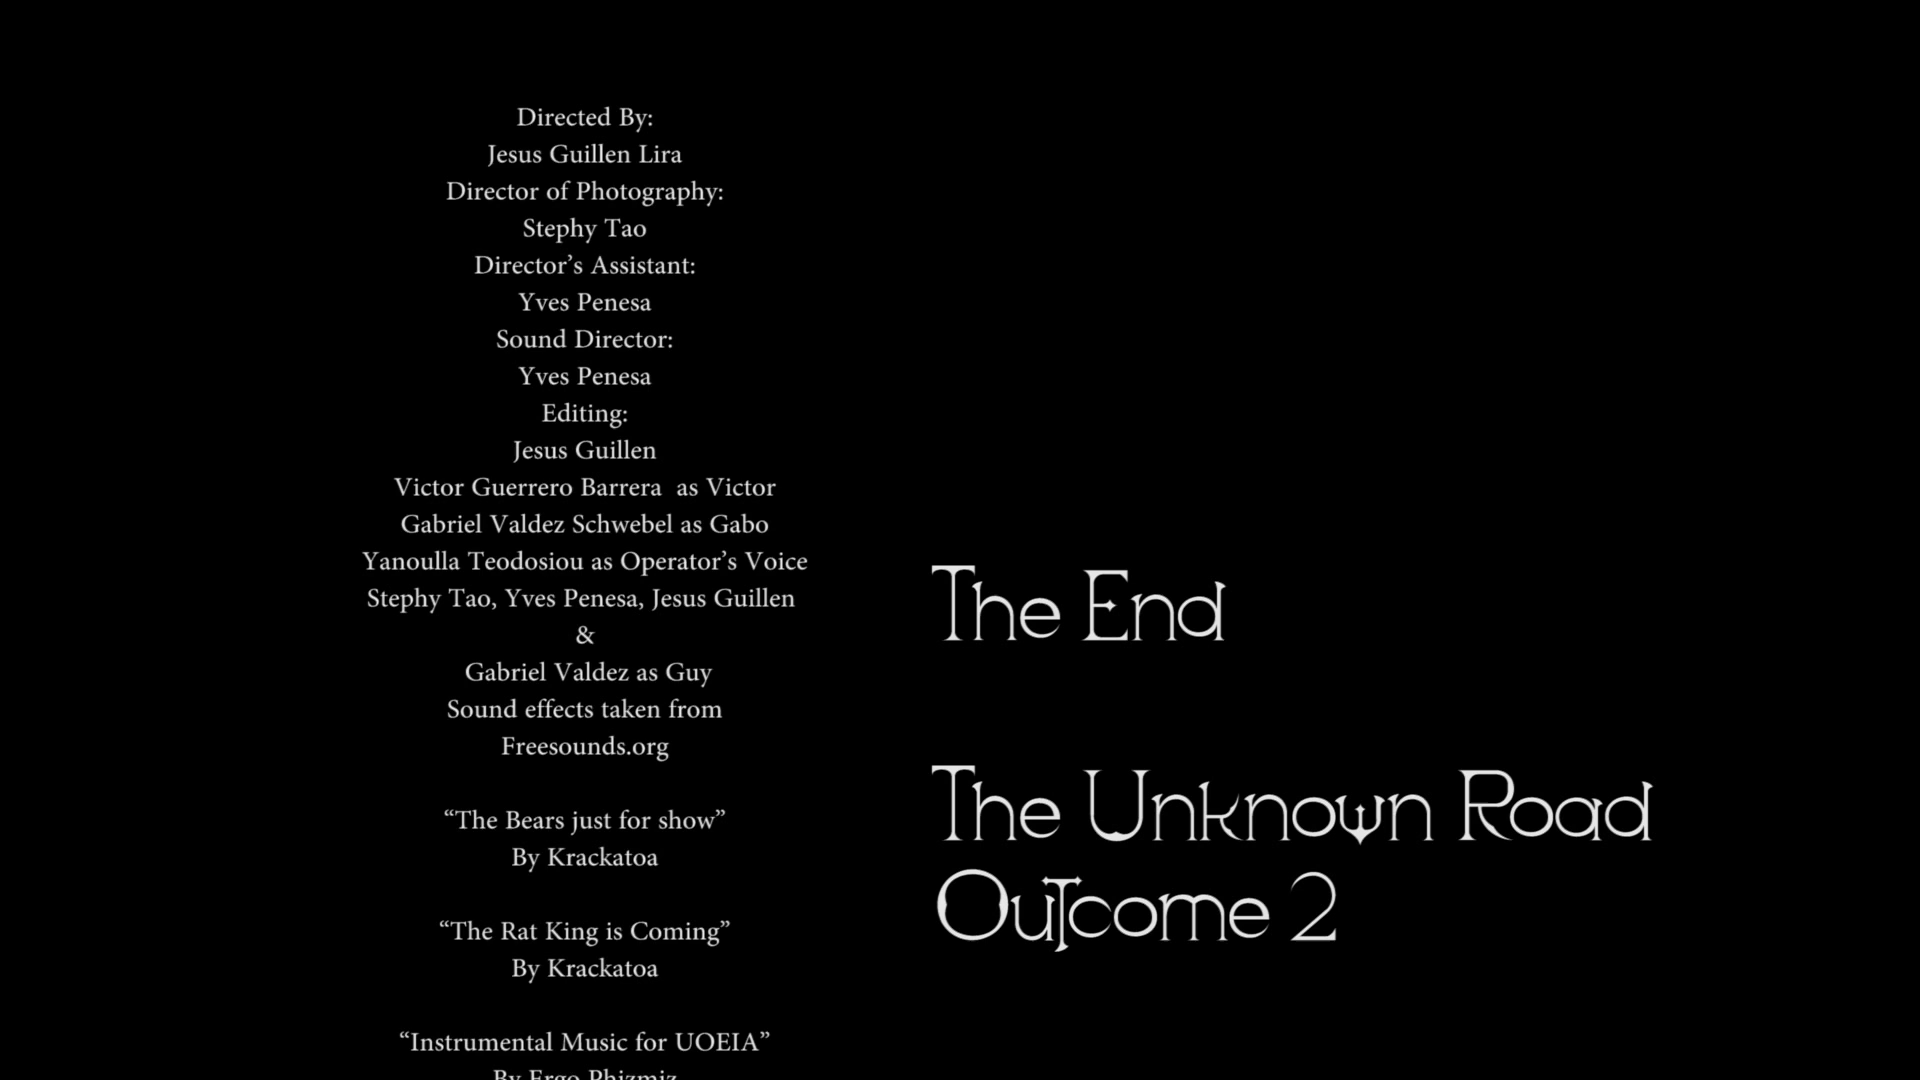 Directed By:
Jesus Guillen Lira
Director of Photography:
Stephy Tao
Director’s Assistant:
Yves Penesa
Sound Director:
Yves Penesa
Editing:
Jesus Guillen
Victor Guerrero Barrera  as Victor
Gabriel Valdez Schwebel as Gabo
Yanoulla Teodosiou as Operator’s Voice
Stephy Tao, Yves Penesa, Jesus Guillen
&
Gabriel Valdez as Guy
Sound effects taken from
Freesounds.org
“The Bears just for show”
By Krackatoa
“The Rat King is Coming”
By Krackatoa
“Instrumental Music for UOEIA”
By Ergo Phizmiz
The End
The Unknown Road
Outcome 2